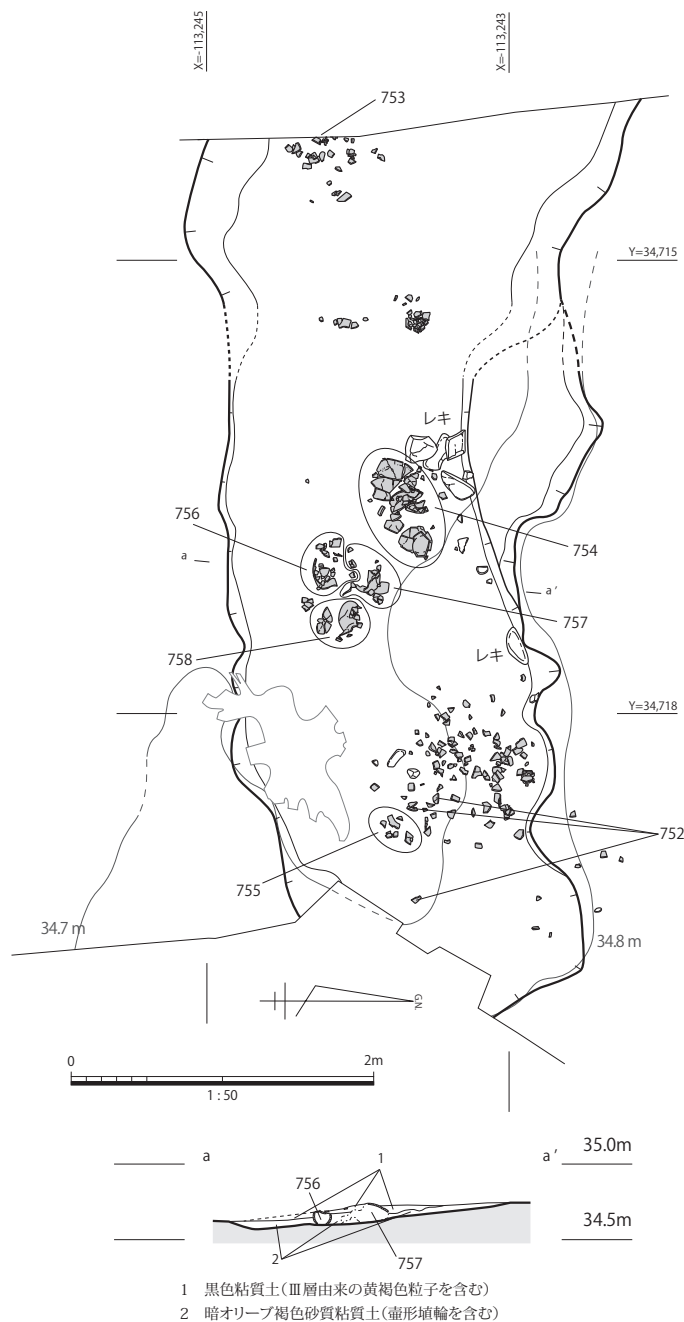 X=-113,245
X=-113,243
753
Y=34,715
レキ
756
a
754
a'
757
758
レキ
Y=34,718
752
755
34.7 m
34.8 m
G.N.
0
2m
1 : 50
a
a'
35.0m
1
756
34.5m
2
757
1 黒色粘質土(Ⅲ層由来の黄褐色粒子を含む)
2 暗オリーブ褐色砂質粘質土(壷形埴輪を含む)